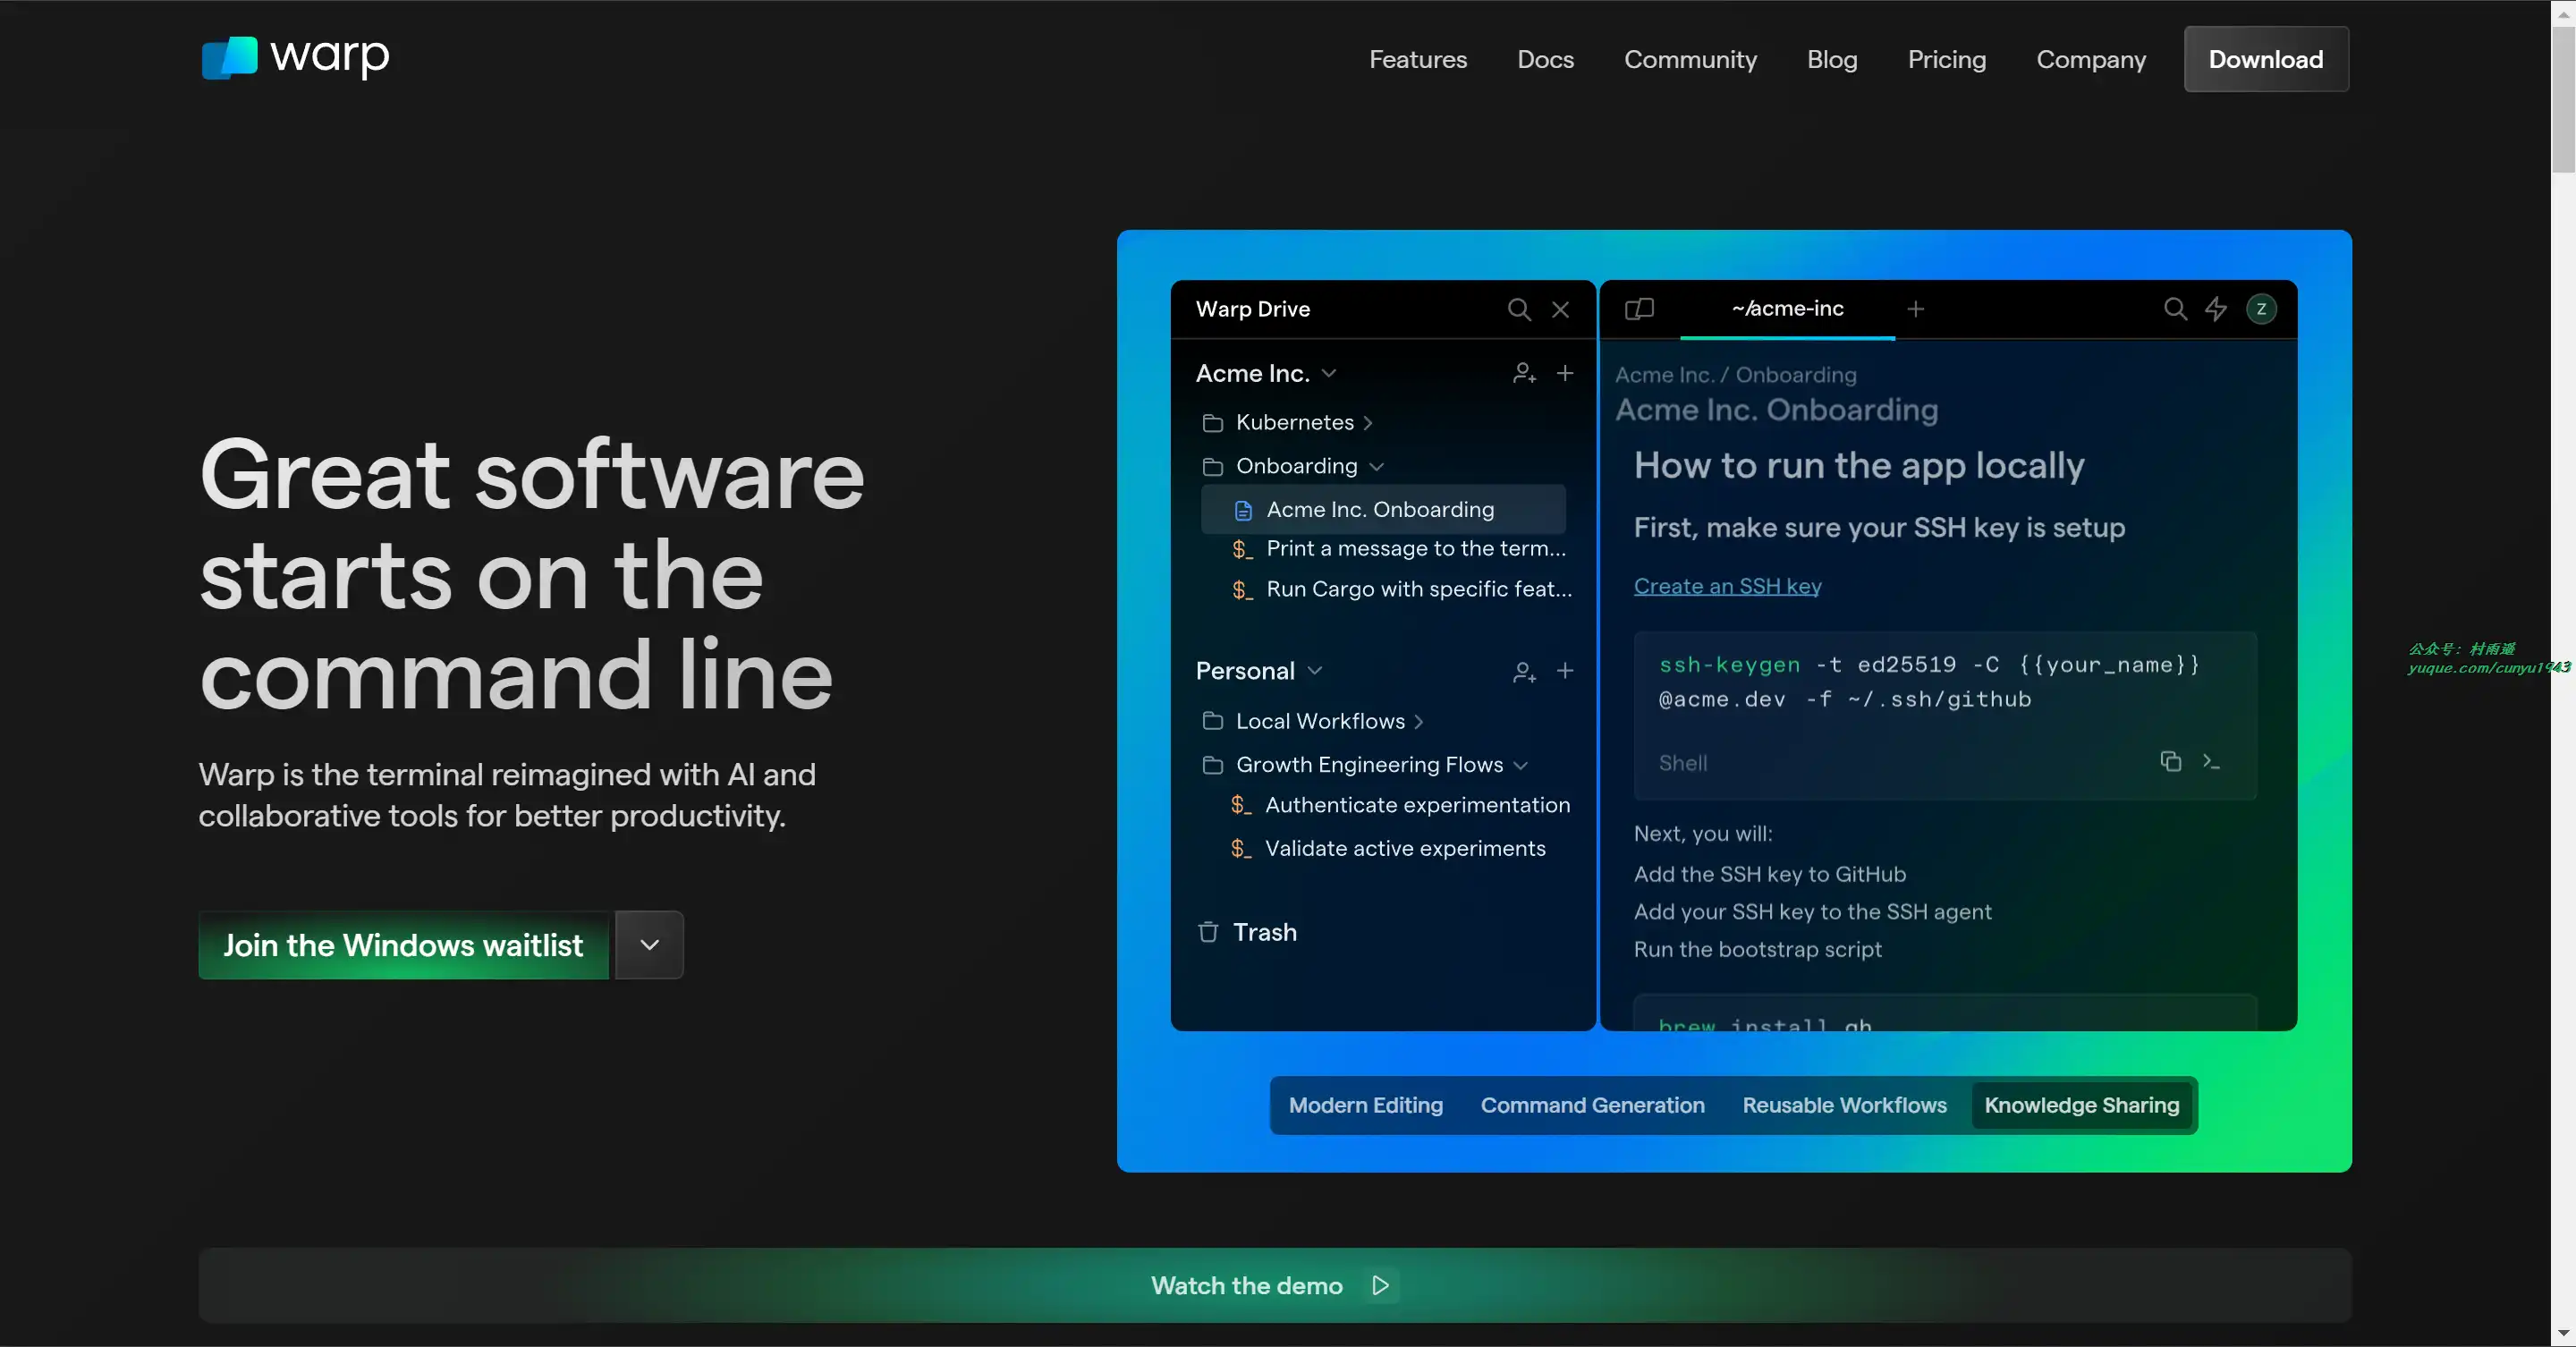 warp
Features
Docs
Community
Blog
Pricing
Company
Download
Great software
starts on the
command line
Warp is the terminal reimagined with AI and
collaborative tools for better productivity.
Join the Windows waitlist
Warp Drive
Acme Inc.
Kubernetes
Onboarding
Acme Inc. Onboarding
$_ Print a message to the term...
$_ Run Cargo with specific feat...
Personal
Local Workflows
Growth Engineering Flows
$_ Authenticate experimentation
$_ Validate active experiments
Trash
~/acme-inc
Z
Acme Inc. / Onboarding
Acme Inc. Onboarding
How to run the app locally
First, make sure your SSH key is setup
Create an SSH key
ssh-keygen -t ed25519 -C {{your_name}}
@acme.dev -f ~/.ssh/github
Shell
Next, you will:
Add the SSH key to GitHub
Add your SSH key to the SSH agent
Run the bootstrap script
brew install gh
Modern Editing
Command Generation
Reusable Workflows
Knowledge Sharing
公众号：村雨遥
yuque.com/cunyu1943
Watch the demo